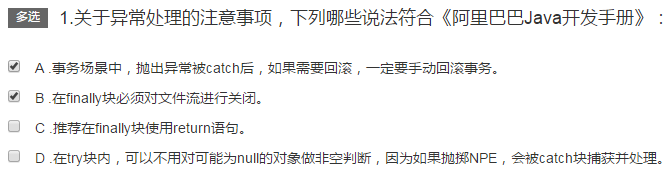 多选 1.关于异常处理的注意事项，下列哪些说法符合《阿里巴巴Java开发手册》：
A .事务场景中，抛出异常被catch后，如果需要回滚，一定要手动回滚事务。
B .在finally块必须对文件流进行关闭。
C .推荐在finally块使用return语句。
D .在try块内，可以不用对可能为null的对象做非空判断，因为如果抛掷NPE，会被catch块捕获并处理。